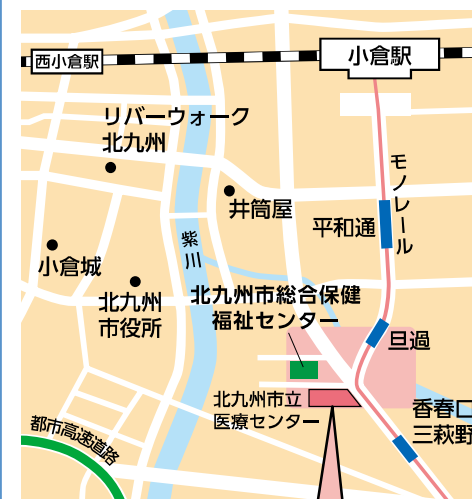 西小倉駅
小倉駅
リバーウォーク
北九州
モノレール
井筒屋
平和通
紫川
小倉城
北九州
市役所
北九州市総合保健
福祉センター
旦過
北九州市立
医療センター
香春口
三萩野
都市高速道路